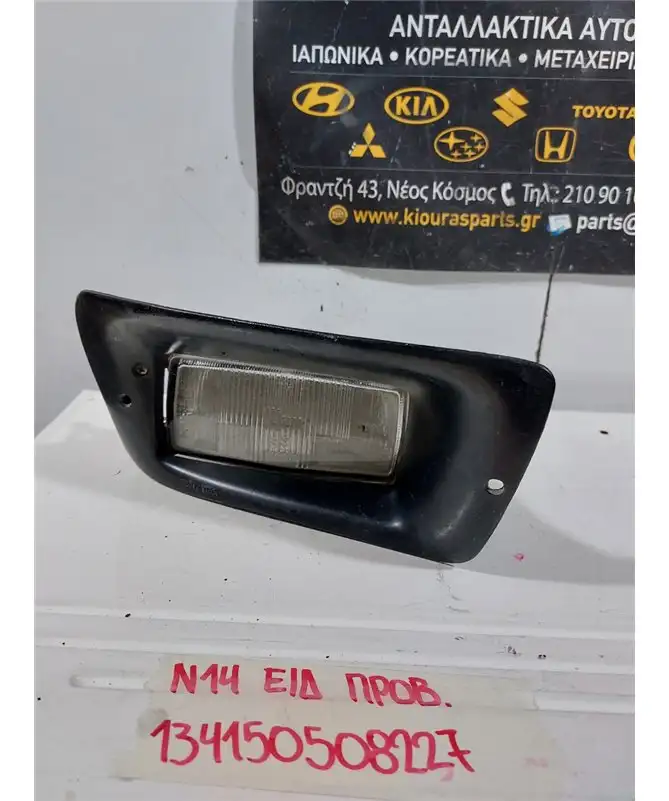 ΑΝΤΑΛΛΑΚΤΙΚΑ ΑΥΤΟ
ΙΑΠΩΝΙΚΑ • ΚΟΡΕΑΤΙΚΑ • ΜΕΤΑΧΕΙΡΙ
KIA
TOYOTA
Φραντζή 43, Νέος Κόσμος Τηλ.: 210 90 1
www.kiourasparts.gr parts@
N14 ΕΙΔ ΠΡΟΒ.
134150508227